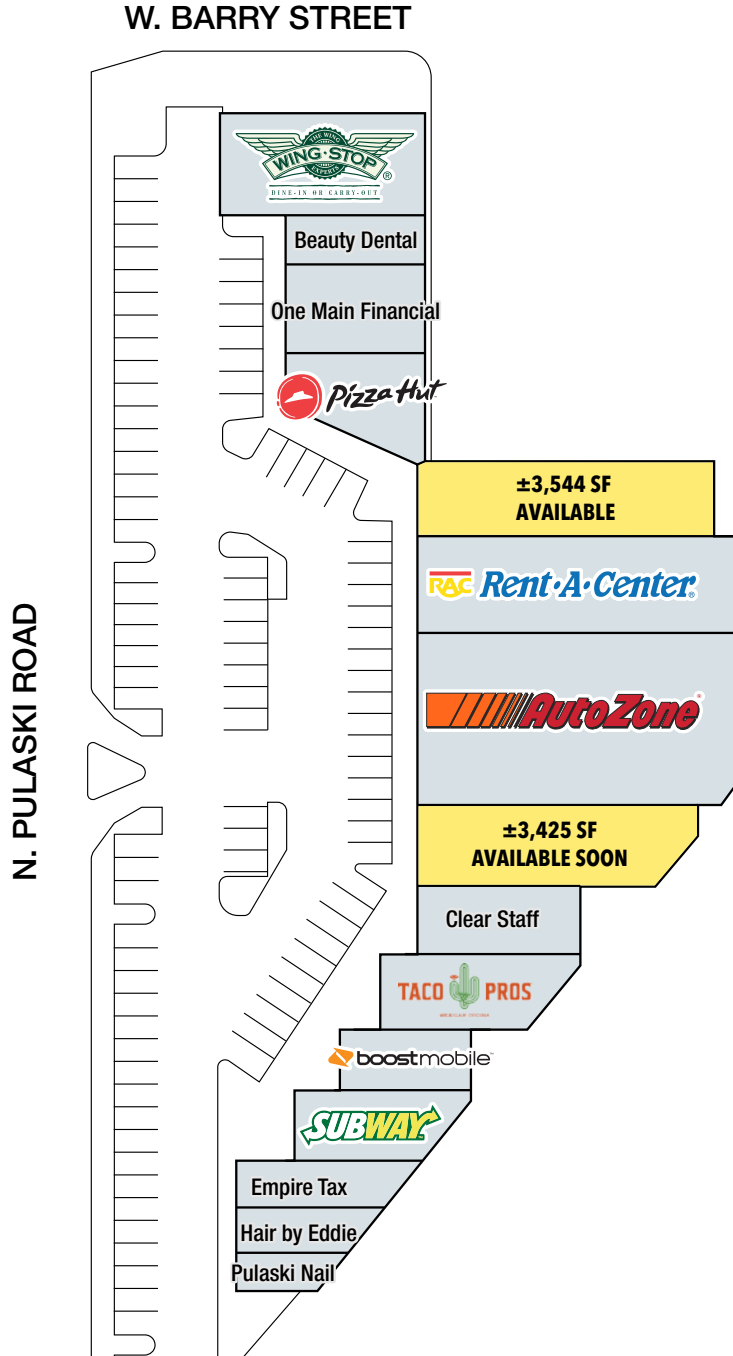 W. BARRY STREET
THE WING
WING·STOP
EXPERTS
®
DINE-IN OR CARRY-OUT
Beauty Dental
One Main Financial
Pizza Hut
±3,544 SF
AVAILABLE
RAC Rent·A·Center®
N. PULASKI ROAD
AutoZone®
±3,425 SF
AVAILABLE SOON
Clear Staff
TACO PROS
boostmobile
SUBWAY
Empire Tax
Hair by Eddie
Pulaski Nail